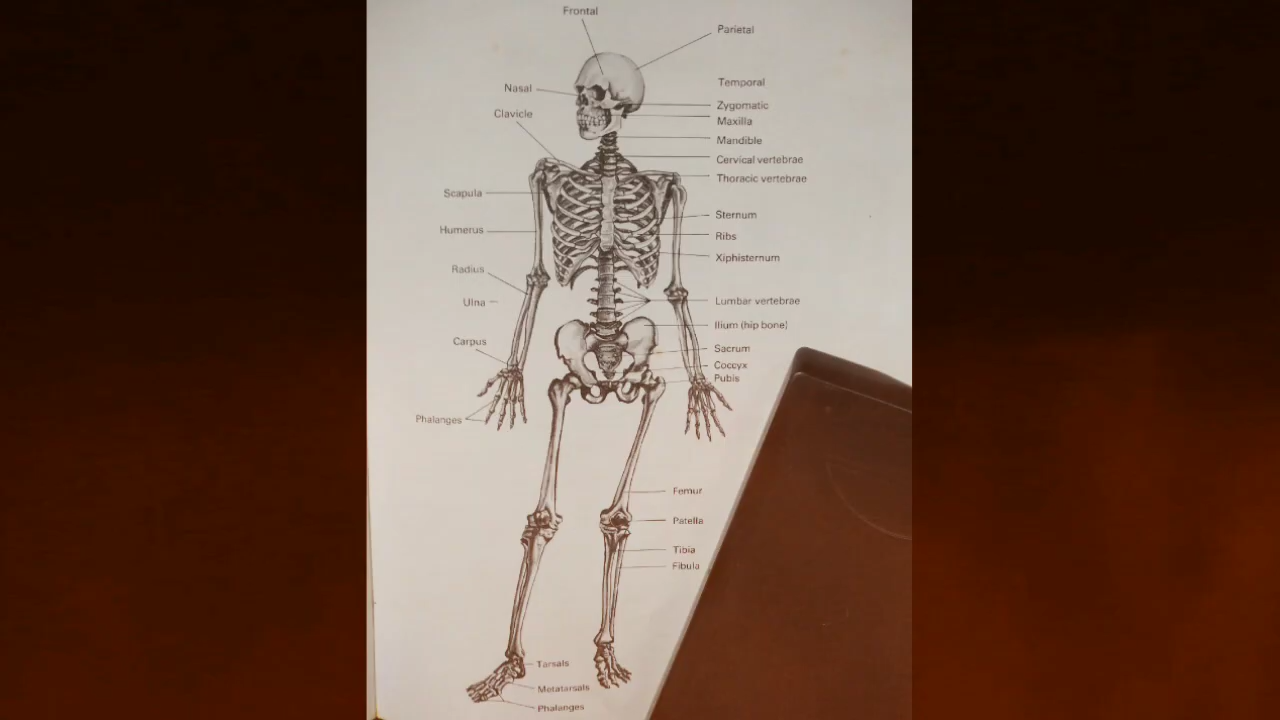 Frontal
Parietal
Temporal
Nasal
Zygomatic
Clavicle
Maxilla
Mandible
Cervical vertebrae
Thoracic vertebrae
Scapula
Sternum
Humerus
Ribs
Xiphisternum
Radius
Ulna
Lumbar vertebrae
Ilium (hip bone)
Carpus
Sacrum
Coccyx
Pubis
Phalanges
Femur
Patella
Tibia
Fibula
Tarsals
Metatarsals
Phalanges